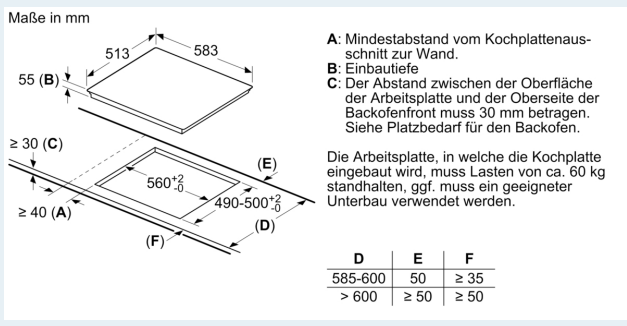 Maße in mm
513
583
55 (B)
≥ 30 (C)
(E)
560+2-0
490-500+2-0
≥ 40 (A)
(D)
(F)
A: Mindestabstand vom Kochplattenaus-
schnitt zur Wand.
B: Einbautiefe
C: Der Abstand zwischen der Oberfläche
der Arbeitsplatte und der Oberseite der
Backofenfront muss 30 mm betragen.
Siehe Platzbedarf für den Backofen.
Die Arbeitsplatte, in welche die Kochplatte
eingebaut wird, muss Lasten von ca. 60 kg
standhalten, ggf. muss ein geeigneter
Unterbau verwendet werden.
D E F
585-600 50 ≥ 35
> 600 ≥ 50 ≥ 50